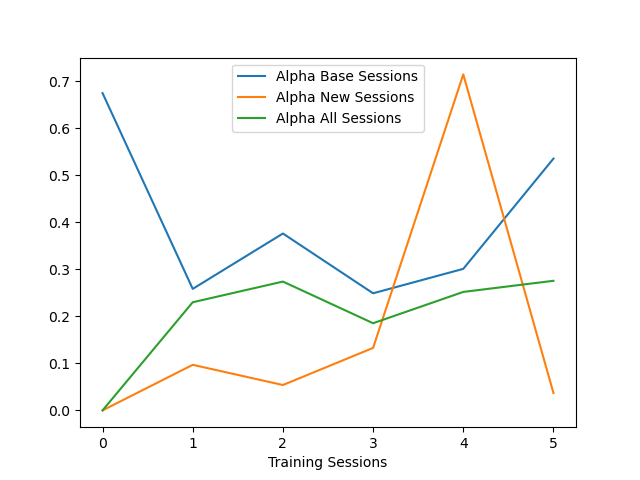 Alpha Base Sessions
Alpha New Sessions
Alpha All Sessions
0.7
0.6
0.5
0.4
0.3
0.2
0.1
0.0
0 1 2 3 4 5
Training Sessions